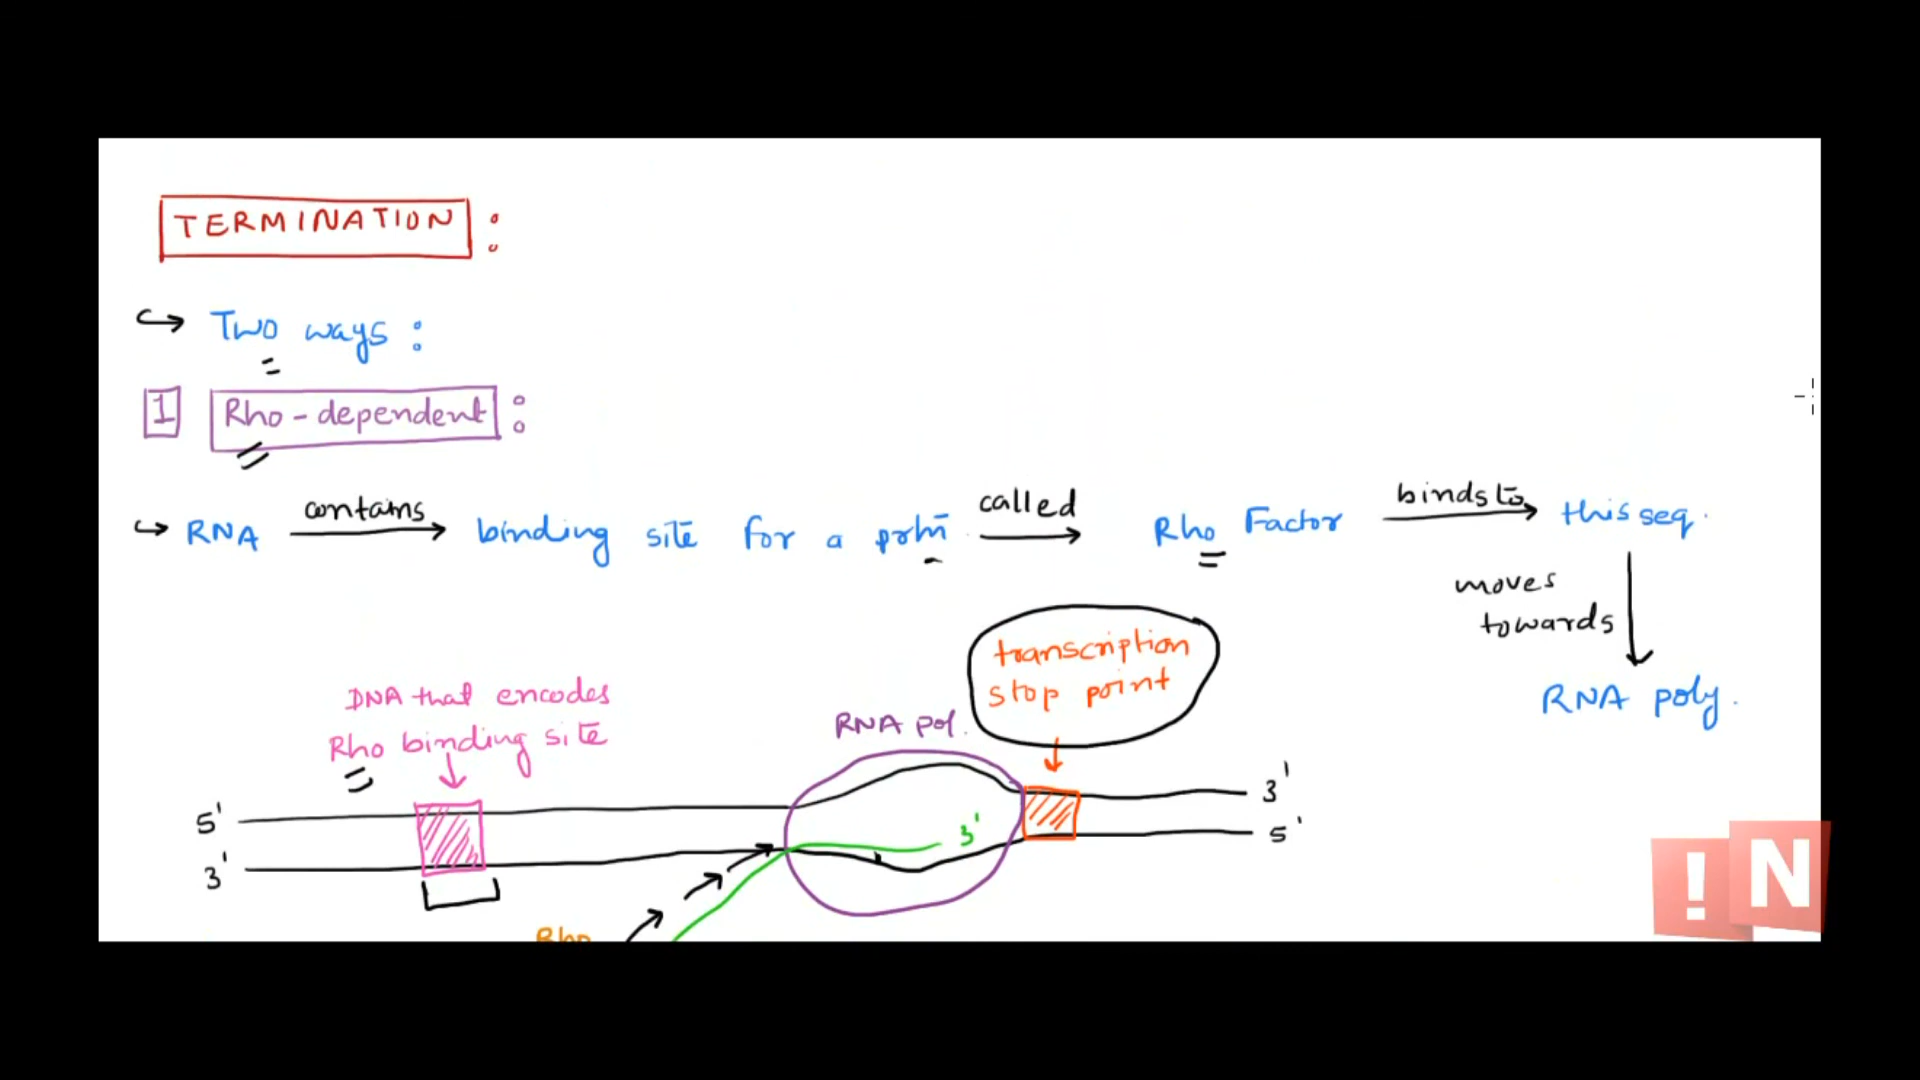 TERMINATION :
↪ Two ways :
1 Rho - dependent :
↪ RNA contains → binding site for a prtn called → Rho Factor binds to → this seq.
moves towards
RNA poly.
transcription
stop point
DNA that encodes
Rho binding site
RNA pol.
5' 3'
3' 5'
3'
Rho
!N